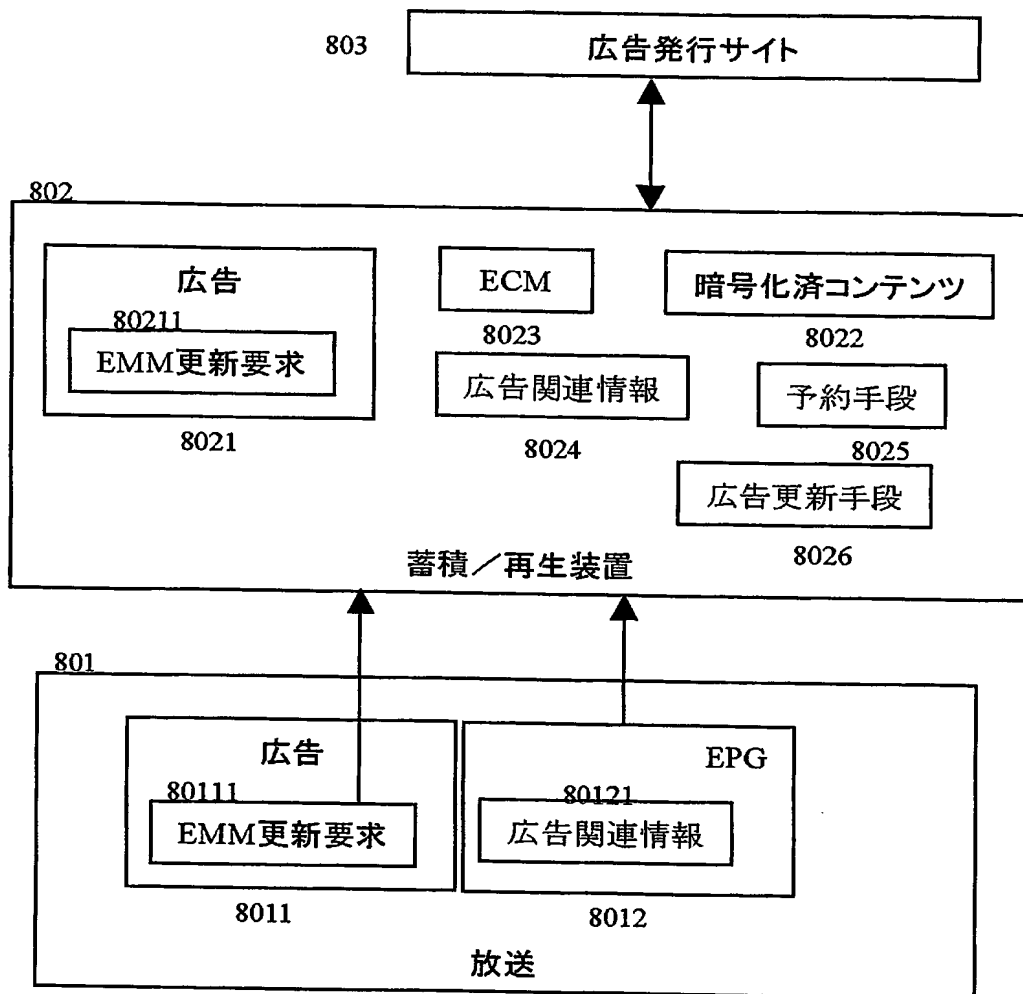 803
広告発行サイト
802
広告
80211
EMM更新要求
8021
ECM
8023
暗号化済コンテンツ
8022
広告関連情報
8024
予約手段
8025
広告更新手段
8026
蓄積／再生装置
801
広告
80111
EMM更新要求
8011
EPG
80121
広告関連情報
8012
放送